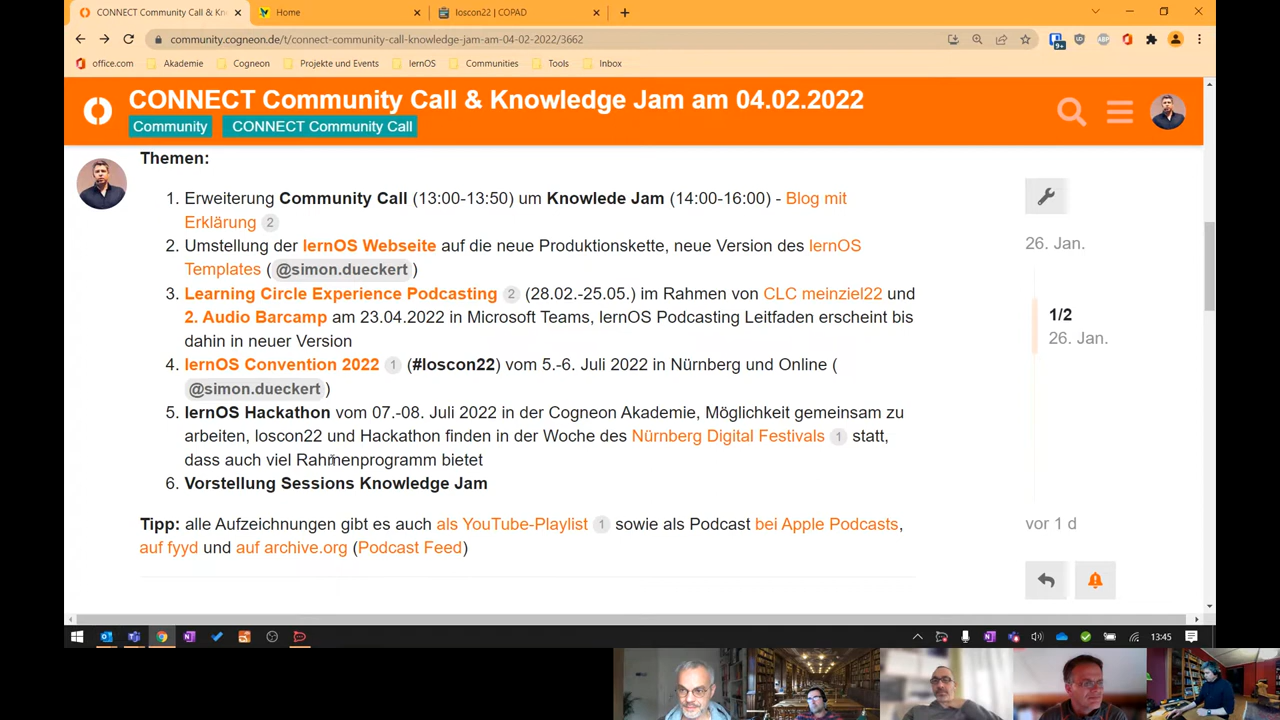 CONNECT Community Call & Kn
Home
loscon22 | COPAD
community.cogneon.de/t/connect-community-call-knowledge-jam-am-04-02-2022/3662
9+
ABP
office.com
Akademie
Cogneon
Projekte und Events
lernOS
Communities
Tools
Inbox
CONNECT Community Call & Knowledge Jam am 04.02.2022
Community
CONNECT Community Call
Themen:
1. Erweiterung Community Call (13:00-13:50) um Knowlede Jam (14:00-16:00) - Blog mit
Erklärung 2
2. Umstellung der lernOS Webseite auf die neue Produktionskette, neue Version des lernOS
Templates ( @simon.dueckert )
3. Learning Circle Experience Podcasting 2 (28.02.-25.05.) im Rahmen von CLC meinziel22 und
2. Audio Barcamp am 23.04.2022 in Microsoft Teams, lernOS Podcasting Leitfaden erscheint bis
dahin in neuer Version
4. lernOS Convention 2022 1 (#loscon22) vom 5.-6. Juli 2022 in Nürnberg und Online (
@simon.dueckert )
5. lernOS Hackathon vom 07.-08. Juli 2022 in der Cogneon Akademie, Möglichkeit gemeinsam zu
arbeiten, loscon22 und Hackathon finden in der Woche des Nürnberg Digital Festivals 1 statt,
dass auch viel Rahmenprogramm bietet
6. Vorstellung Sessions Knowledge Jam
Tipp: alle Aufzeichnungen gibt es auch als YouTube-Playlist 1 sowie als Podcast bei Apple Podcasts,
auf fyyd und auf archive.org (Podcast Feed)
26. Jan.
1/2
26. Jan.
vor 1 d
13:45